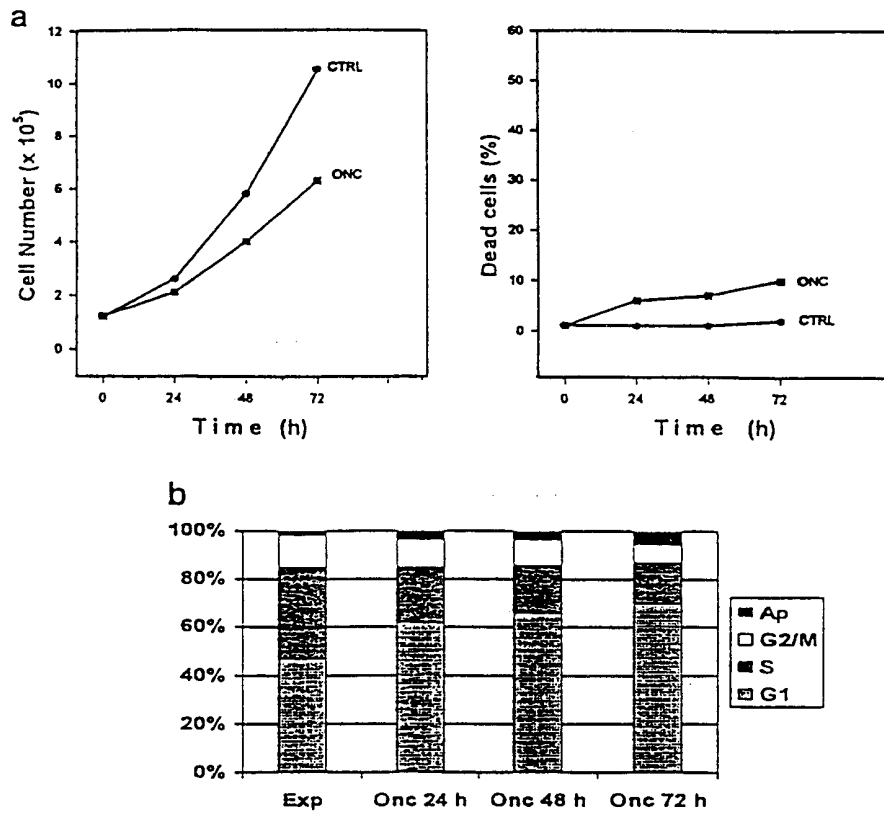 a
12
10
8
6
4
2
0
Cell Number (x 10⁵)
CTRL
ONC
0 24 48 72
Time (h)
60
50
40
30
20
10
0
Dead cells (%)
ONC
CTRL
0 24 48 72
Time (h)
b
100%
80%
60%
40%
20%
0%
Exp Onc 24 h Onc 48 h Onc 72 h
Ap
G2/M
S
G1